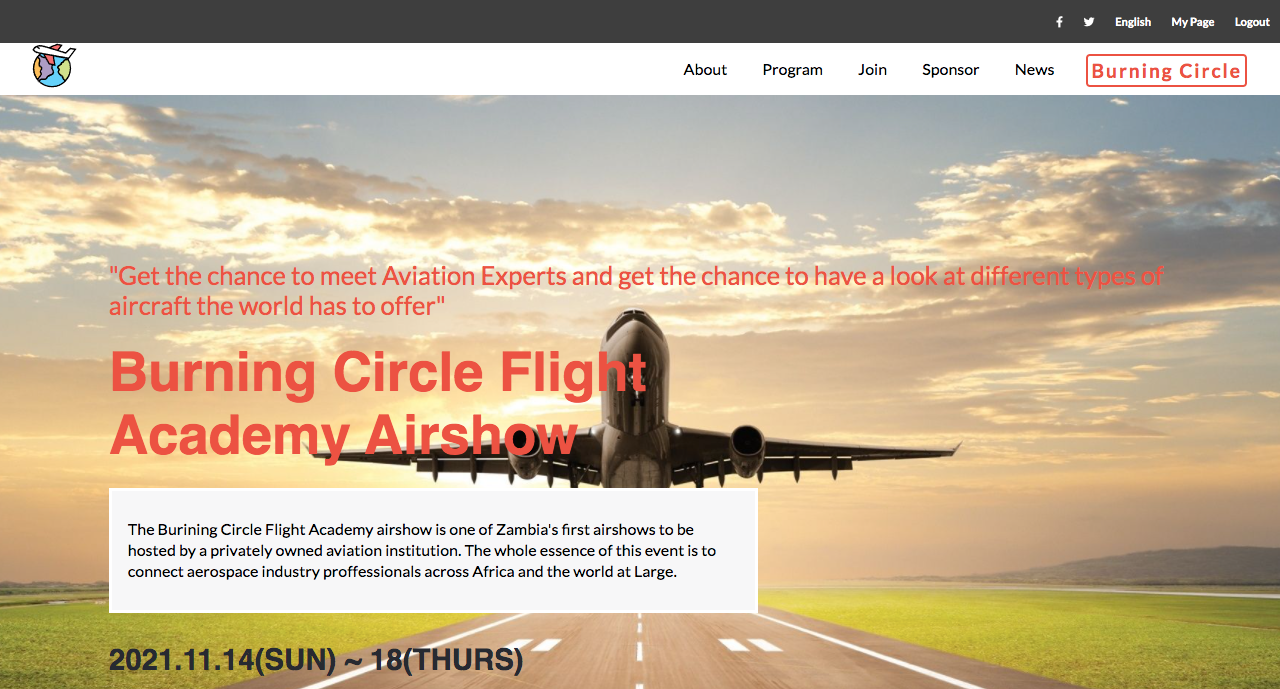 English
My Page
Logout
About
Program
Join
Sponsor
News
Burning Circle
"Get the chance to meet Aviation Experts and get the chance to have a look at different types of
aircraft the world has to offer"
Burning Circle Flight
Academy Airshow
The Burining Circle Flight Academy airshow is one of Zambia's first airshows to be
hosted by a privately owned aviation institution. The whole essence of this event is to
connect aerospace industry proffessionals across Africa and the world at Large.
2021.11.14(SUN) ~ 18(THURS)